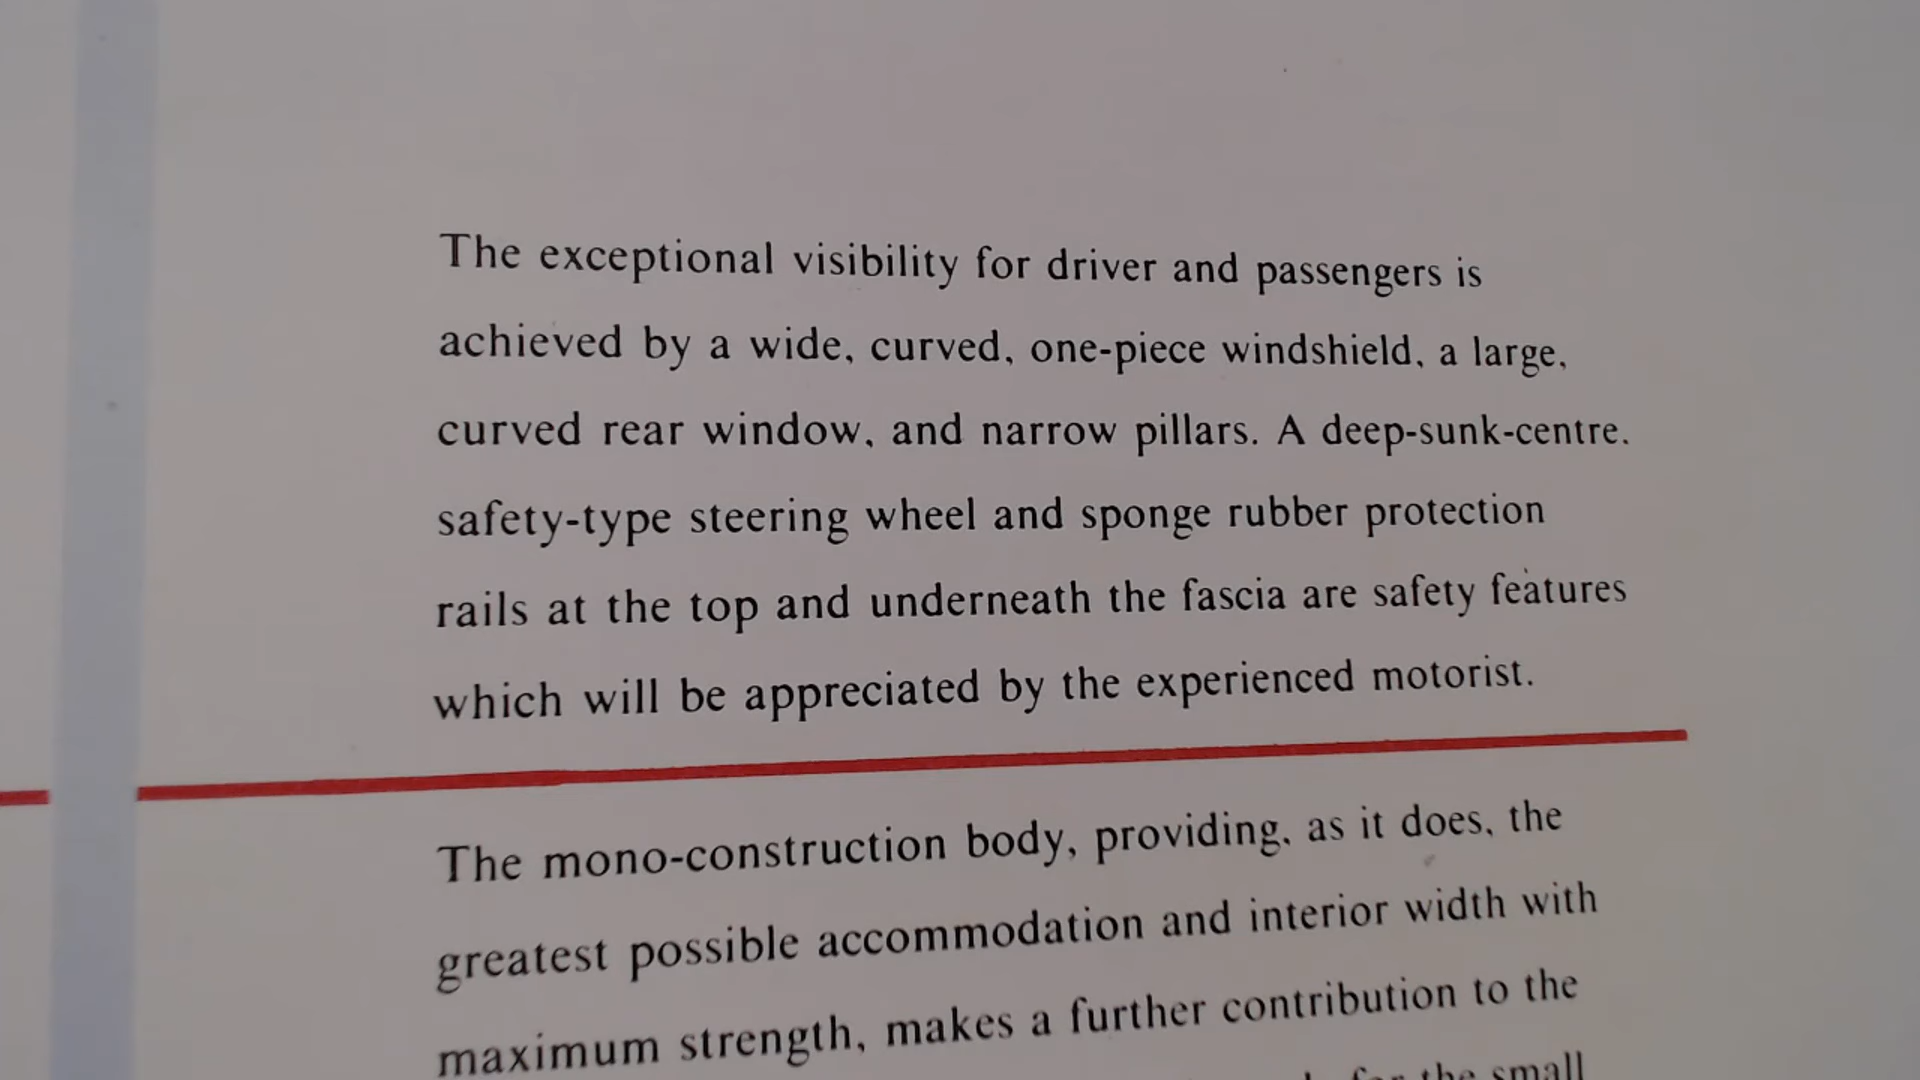 The exceptional visibility for driver and passengers is
achieved by a wide, curved, one-piece windshield, a large,
curved rear window, and narrow pillars. A deep-sunk-centre,
safety-type steering wheel and sponge rubber protection
rails at the top and underneath the fascia are safety features
which will be appreciated by the experienced motorist.
The mono-construction body, providing, as it does, the
greatest possible accommodation and interior width with
maximum strength, makes a further contribution to the
for the small